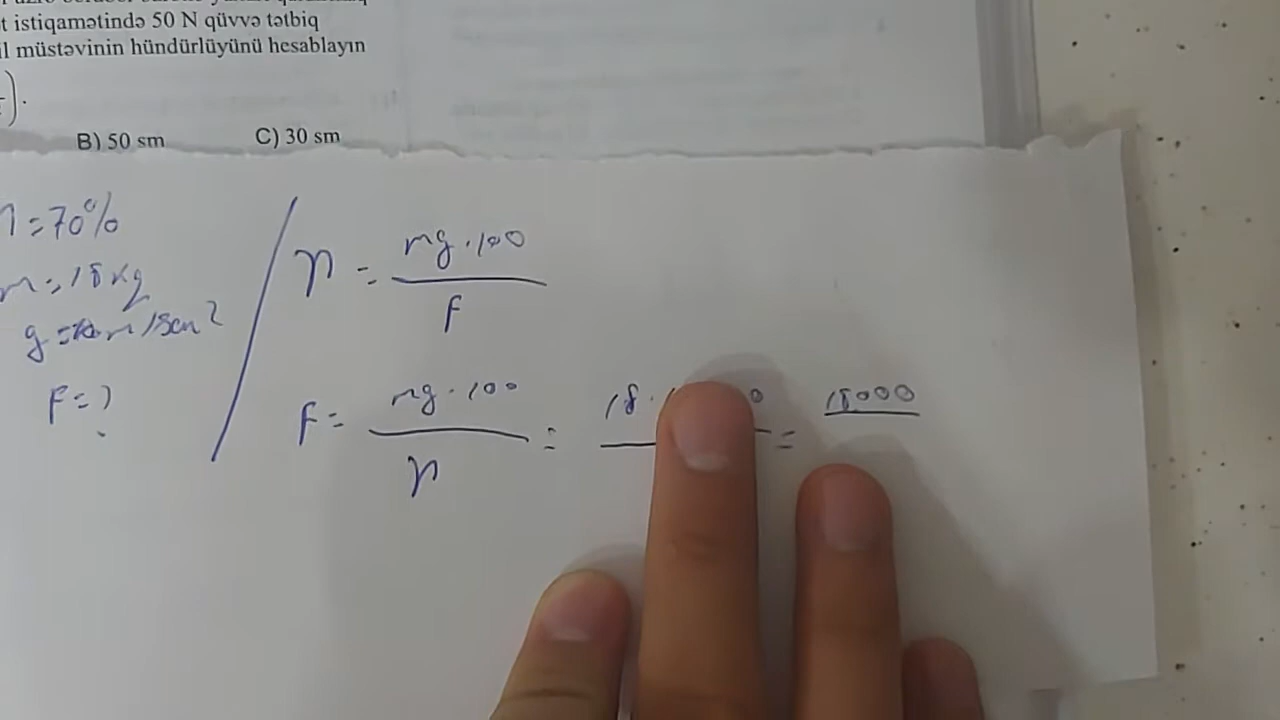 t istiqamətində 50 N qüvvə tətbiq
l müstəvinin hündürlüyünü hesablayın
).
B) 50 sm C) 30 sm
η = 70%
m = 18 kg
F = ?
η = mg · 100
F
F = mg · 100 = 18 · = 18000
η